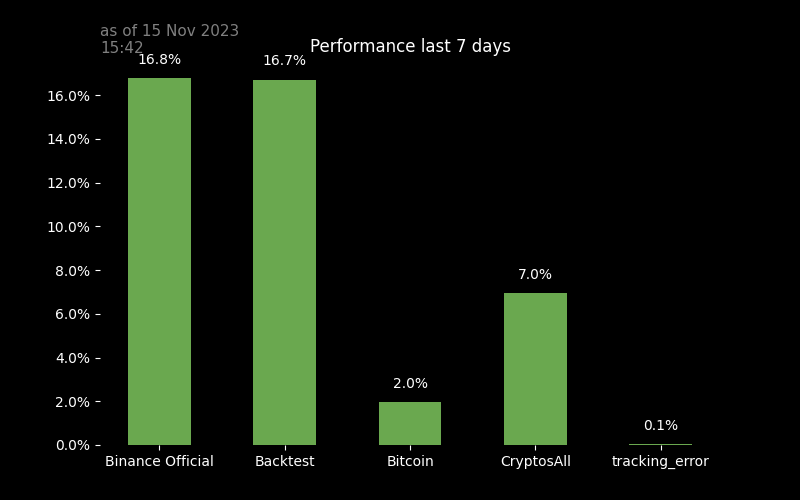 as of 15 Nov 2023
15:42
Performance last 7 days
16.8%
16.7%
2.0%
7.0%
0.1%
16.0%
14.0%
12.0%
10.0%
8.0%
6.0%
4.0%
2.0%
0.0%
Binance Official
Backtest
Bitcoin
CryptosAll
tracking_error